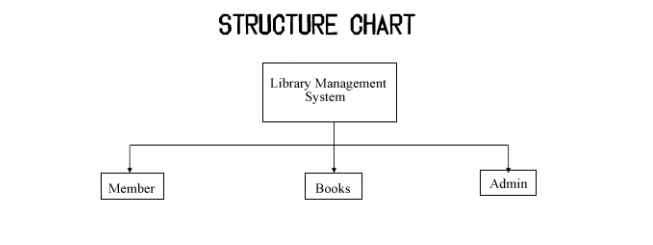 STRUCTURE CHART
Library Management
System
Member
Books
Admin